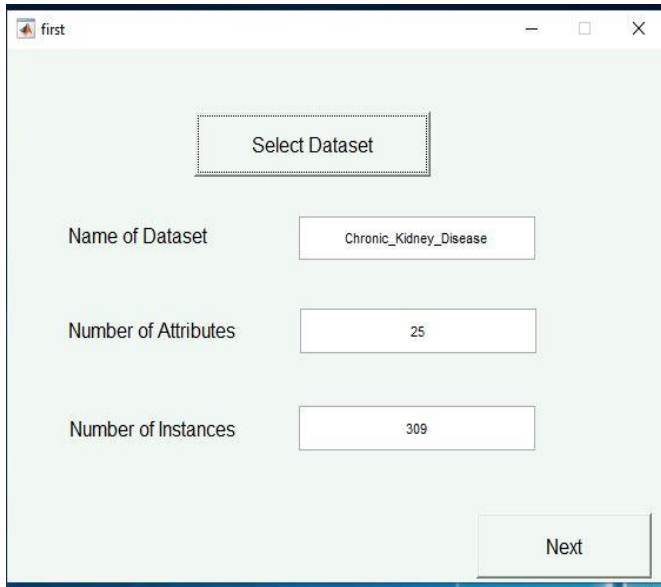 first
Select Dataset
Name of Dataset
Chronic_Kidney_Disease
Number of Attributes
25
Number of Instances
309
Next